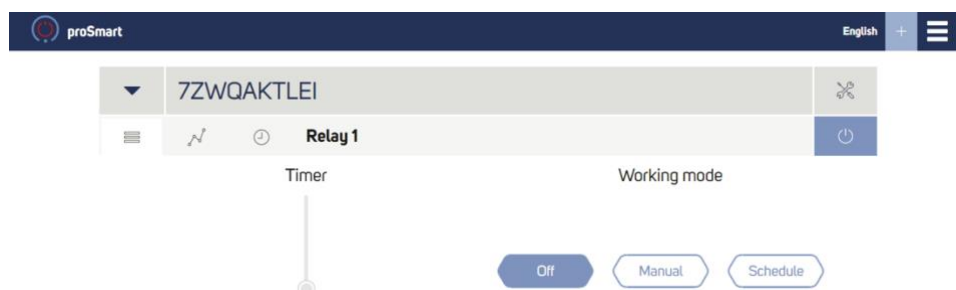 proSmart English +
7ZWQAKTLEI
Relay 1
Timer Working mode
Off Manual Schedule